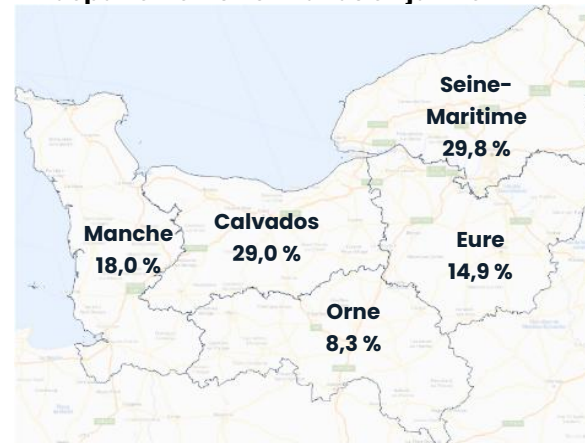 Seine-
Maritime
29,8 %
Calvados
29,0 %
Manche
18,0 %
Eure
14,9 %
Orne
8,3 %